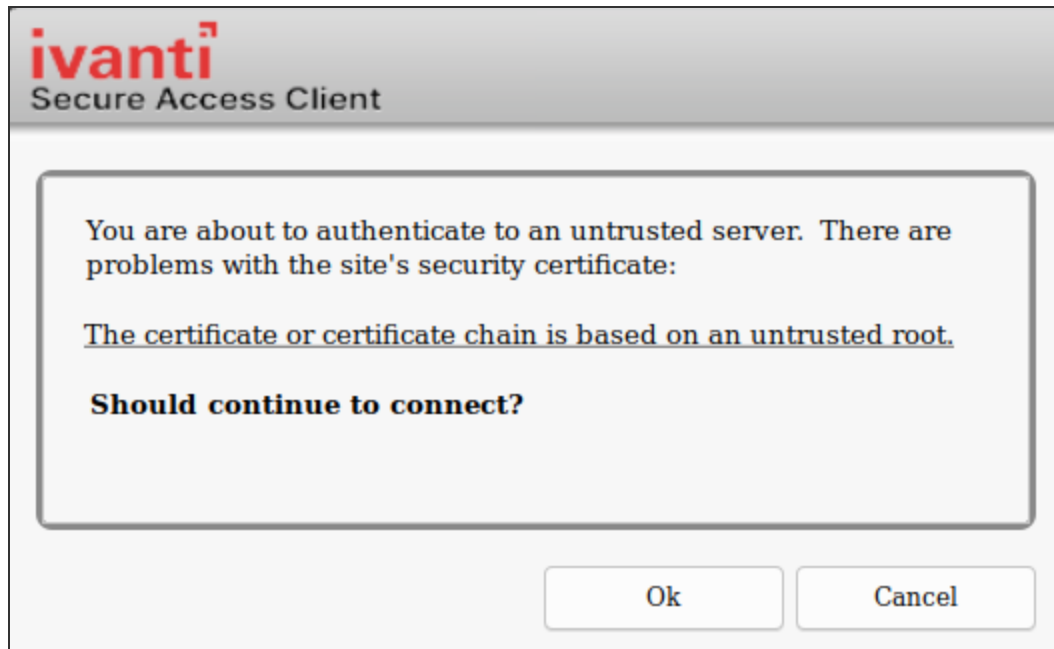 ivanti
Secure Access Client
You are about to authenticate to an untrusted server.  There are
problems with the site's security certificate:
The certificate or certificate chain is based on an untrusted root.
Should continue to connect?
Ok
Cancel